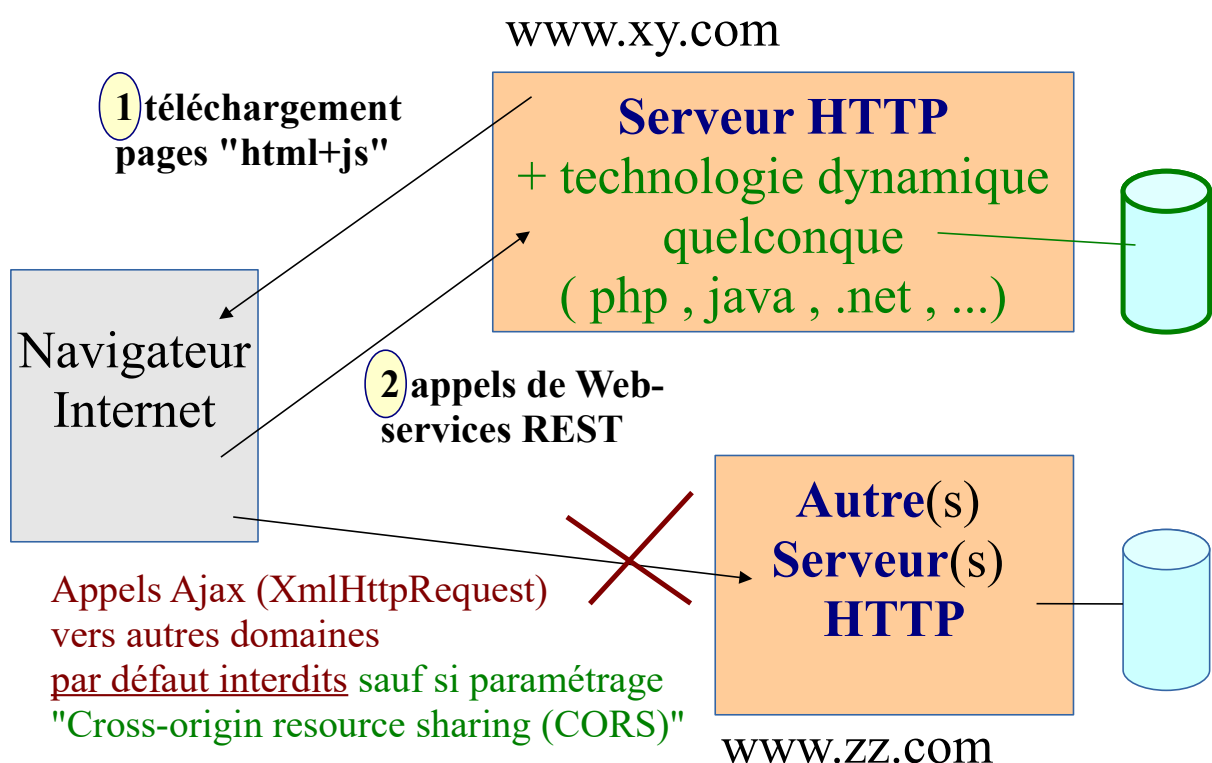 www.xy.com
1 téléchargement
pages "html+js"
Serveur HTTP
+ technologie dynamique
quelconque
( php , java , .net , ...)
Navigateur
Internet
2 appels de Web-
services REST
Autre(s)
Serveur(s)
HTTP
Appels Ajax (XmlHttpRequest)
vers autres domaines
par défaut interdits sauf si paramétrage
"Cross-origin resource sharing (CORS)"
www.zz.com